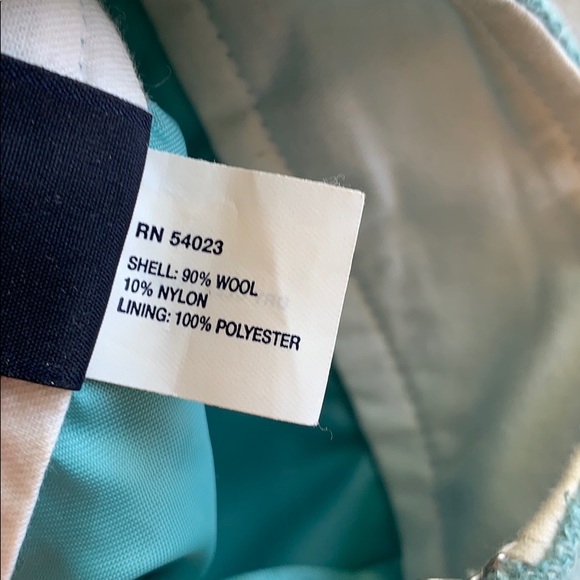 RN 54023
SHELL: 90% WOOL
10% NYLON
LINING: 100% POLYESTER